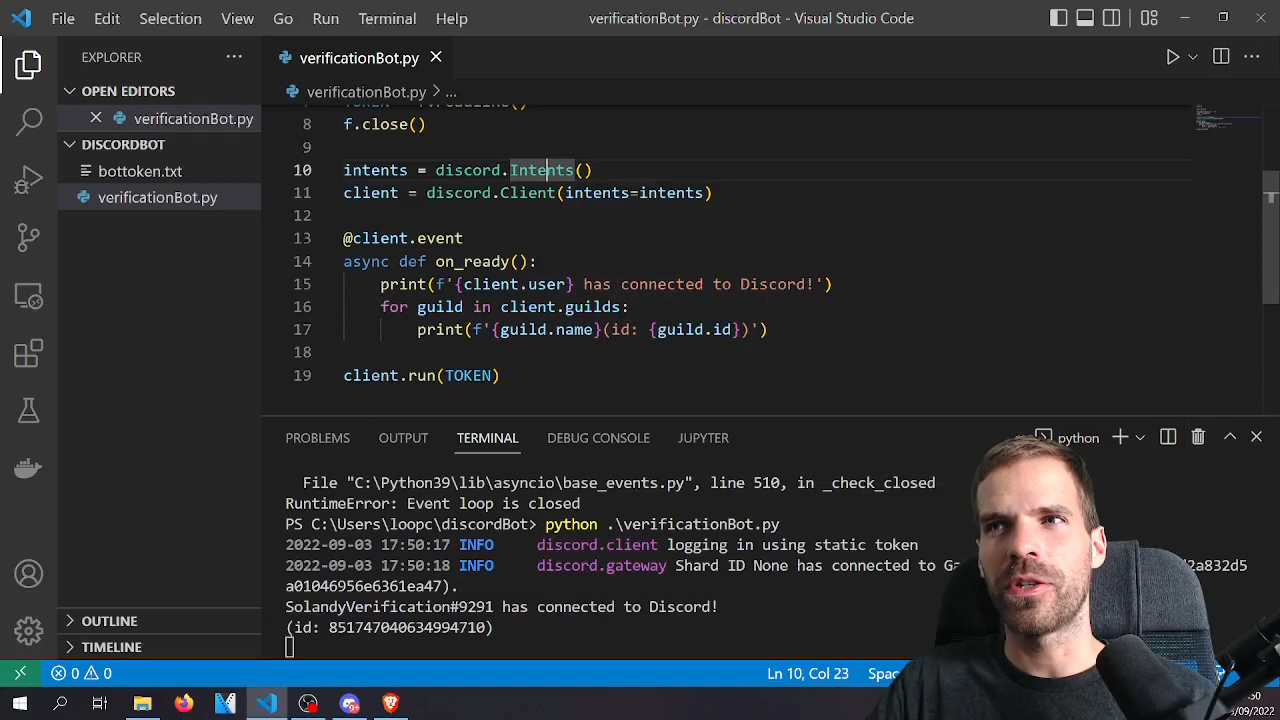 File Edit Selection View Go Run Terminal Help verificationBot.py - discordBot - Visual Studio Code
EXPLORER
verificationBot.py
OPEN EDITORS
verificationBot.py
DISCORDBOT
bottoken.txt
verificationBot.py
OUTLINE
TIMELINE
verificationBot.py > ...
8 f.close()
9
10 intents = discord.Intents()
11 client = discord.Client(intents=intents)
12
13 @client.event
14 async def on_ready():
15 print(f'{client.user} has connected to Discord!')
16 for guild in client.guilds:
17 print(f'{guild.name}(id: {guild.id})')
18
19 client.run(TOKEN)
PROBLEMS OUTPUT TERMINAL DEBUG CONSOLE JUPYTER python
File "C:\Python39\lib\asyncio\base_events.py", line 510, in _check_closed
RuntimeError: Event loop is closed
PS C:\Users\loopc\discordBot> python .\verificationBot.py
2022-09-03 17:50:17 INFO discord.client logging in using static token
2022-09-03 17:50:18 INFO discord.gateway Shard ID None has connected to
a01046956e6361ea47).
SolandyVerification#9291 has connected to Discord!
(id: 851747040634994710)
0 0 Ln 10, Col 23